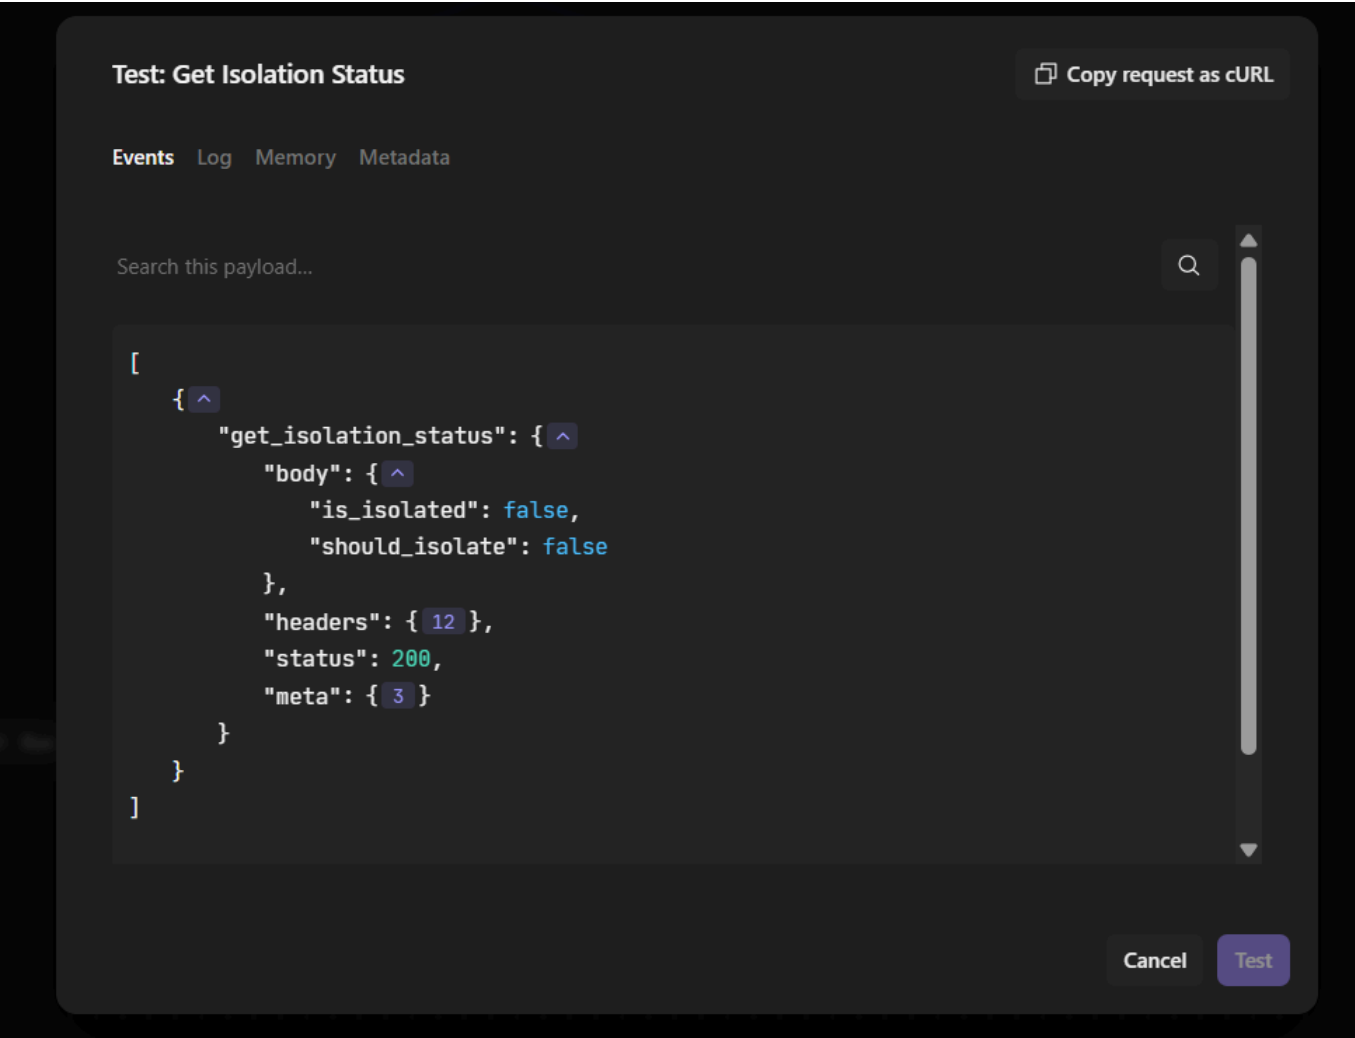 Test: Get Isolation Status
Copy request as cURL
Events Log Memory Metadata
Search this payload...
[
{
"get_isolation_status": {
"body": {
"is_isolated": false,
"should_isolate": false
},
"headers": { 12 },
"status": 200,
"meta": { 3 }
}
}
]
Cancel Test